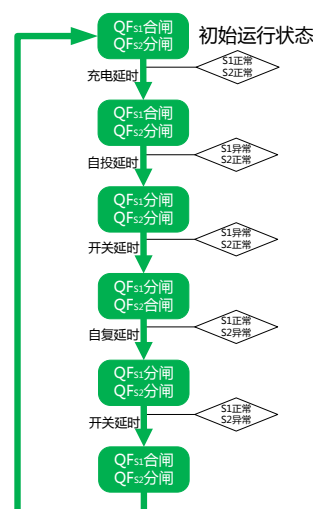 QFS1合闸
QFS2分闸
初始运行状态
S1正常
S2正常
充电延时
QFS1合闸
QFS2分闸
S1异常
S2正常
自投延时
QFS1分闸
QFS2分闸
S1异常
S2正常
开关延时
QFS1分闸
QFS2合闸
S1正常
S2异常
自复延时
QFS1分闸
QFS2分闸
S1正常
S2异常
开关延时
QFS1合闸
QFS2分闸